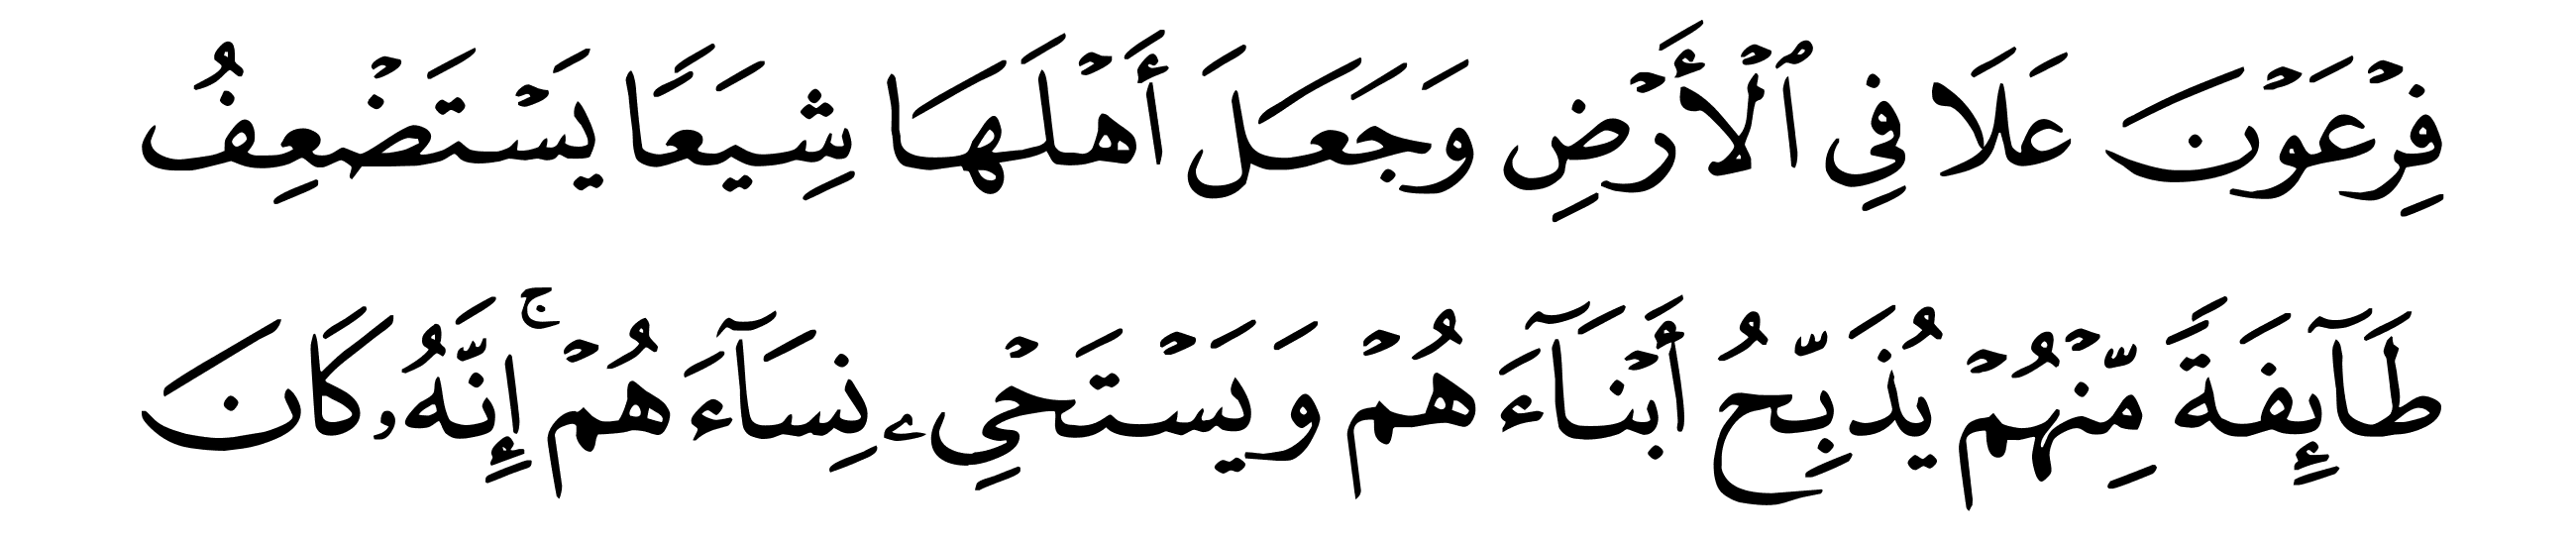 فِرْعَوْنَ عَلَا فِى ٱلْأَرْضِ وَجَعَلَ أَهْلَهَا شِيَعًا يَسْتَضْعِفُ
طَآئِفَةً مِّنْهُمْ يُذَبِّحُ أَبْنَآءَهُمْ وَيَسْتَحْىِۦ نِسَآءَهُمْ ۚ إِنَّهُۥ كَانَ